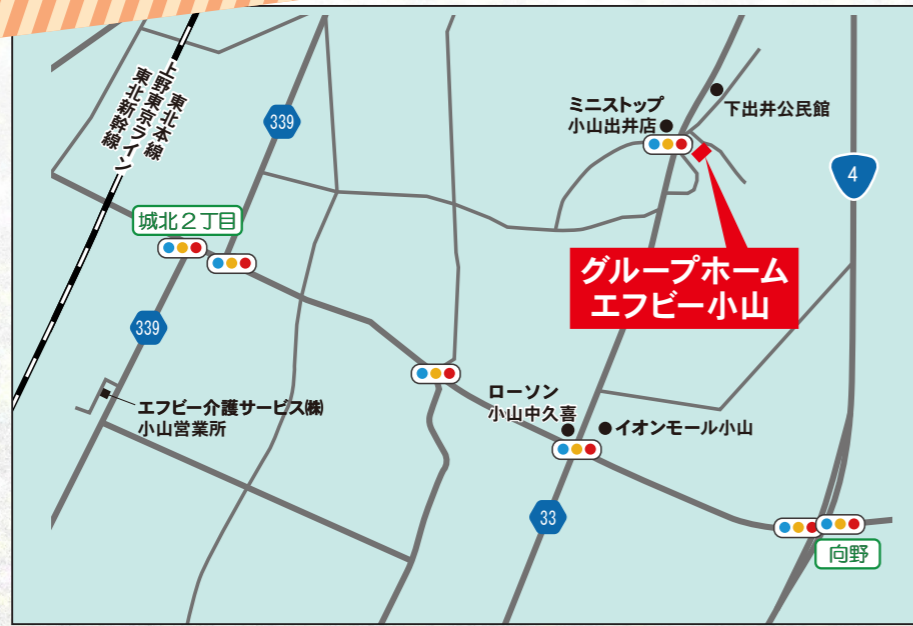 東北本線
上野東京ライン
東北新幹線
339
城北2丁目
339
エフビー介護サービス㈱
小山営業所
ミニストップ
小山出井店
下出井公民館
4
グループホーム
エフビー小山
ローソン
小山中久喜
イオンモール小山
33
向野